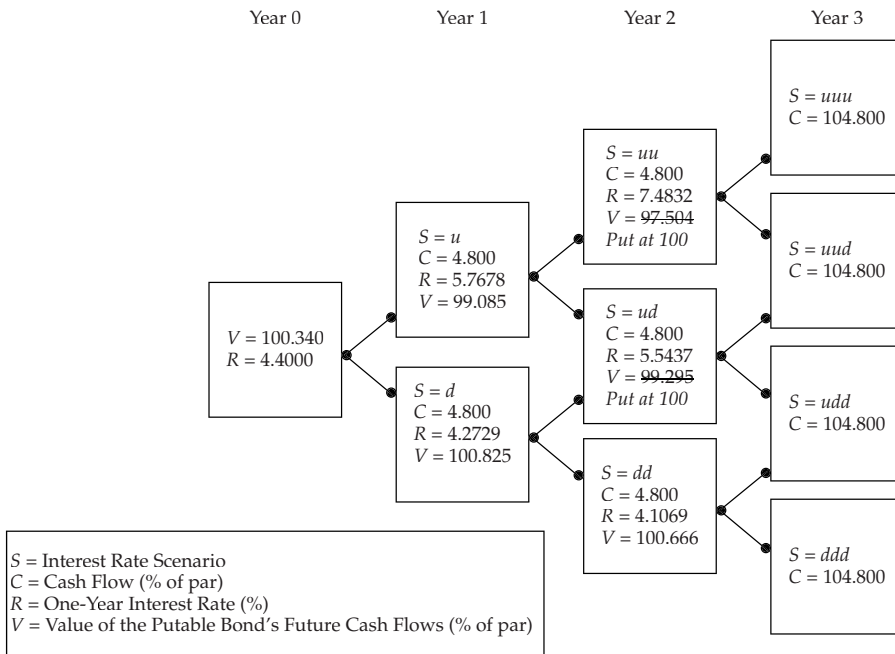 Year 0
Year 1
Year 2
Year 3
V = 100.340
R = 4.4000
S = u
C = 4.800
R = 5.7678
V = 99.085
S = d
C = 4.800
R = 4.2729
V = 100.825
S = uu
C = 4.800
R = 7.4832
V = 97.504
Put at 100
S = ud
C = 4.800
R = 5.5437
V = 99.295
Put at 100
S = dd
C = 4.800
R = 4.1069
V = 100.666
S = uuu
C = 104.800
S = uud
C = 104.800
S = udd
C = 104.800
S = ddd
C = 104.800
S = Interest Rate Scenario
C = Cash Flow (% of par)
R = One-Year Interest Rate (%)
V = Value of the Putable Bond's Future Cash Flows (% of par)